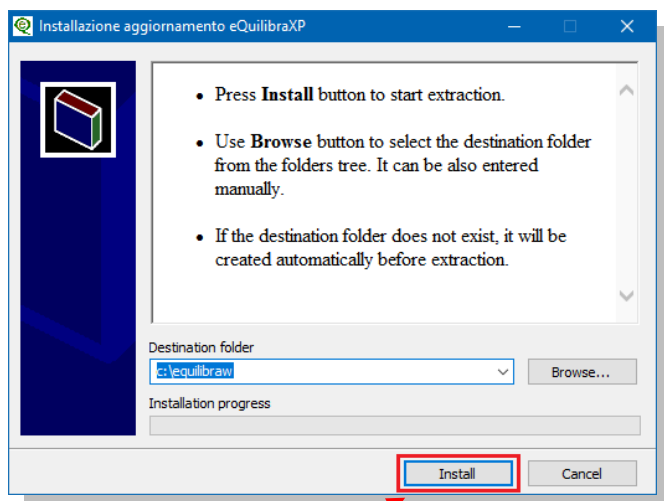 Installazione aggiornamento eQuilibraXP
• Press Install button to start extraction.
• Use Browse button to select the destination folder
from the folders tree. It can be also entered
manually.
• If the destination folder does not exist, it will be
created automatically before extraction.
Destination folder
c:\equilibraw
Browse...
Installation progress
Install
Cancel